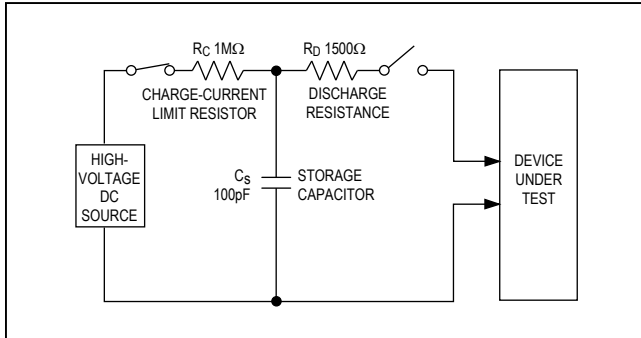 RC 1MΩ
CHARGE-CURRENT
LIMIT RESISTOR
RD 1500Ω
DISCHARGE
RESISTANCE
HIGH-
VOLTAGE
DC
SOURCE
CS
100pF
STORAGE
CAPACITOR
DEVICE
UNDER
TEST